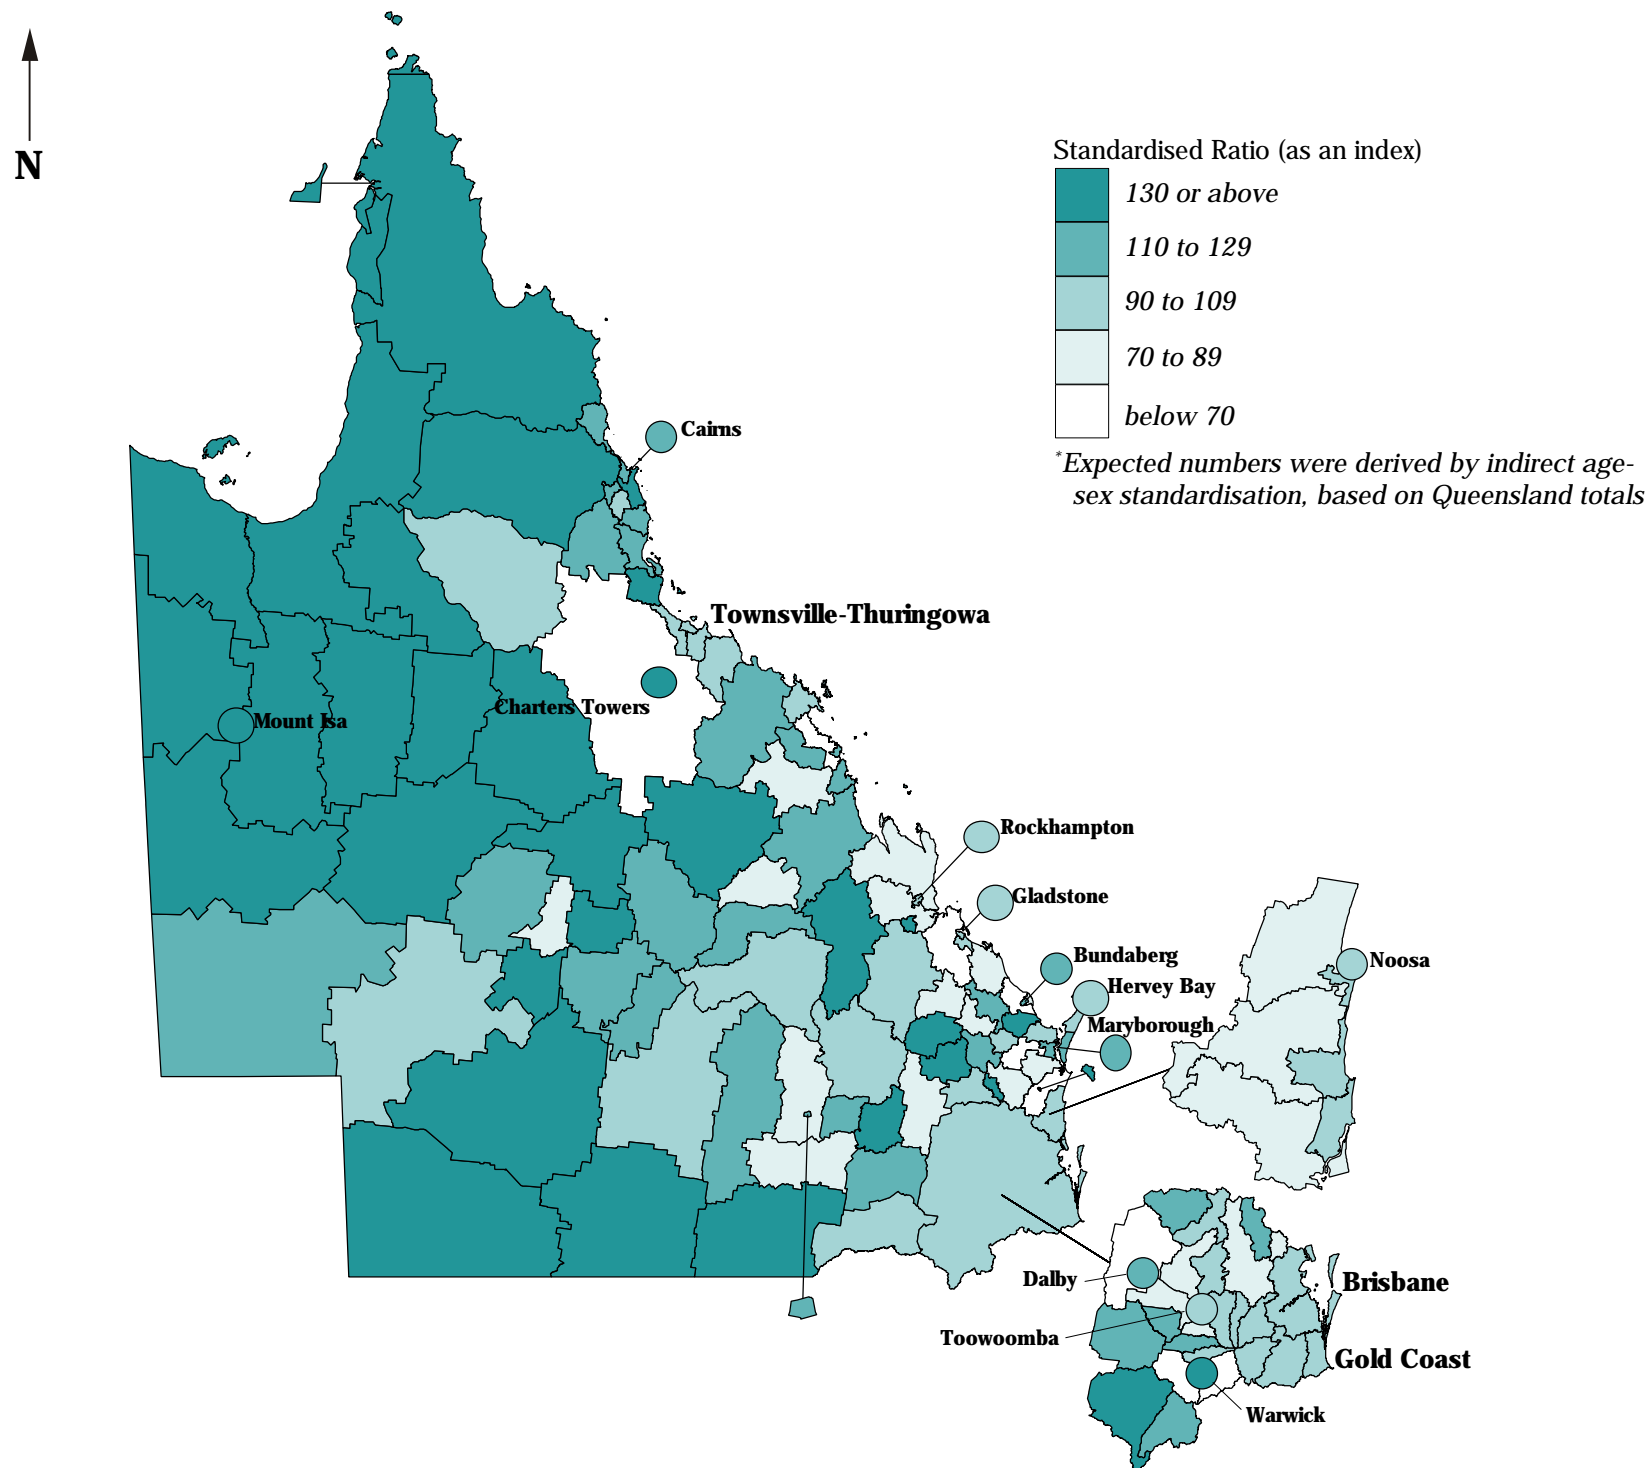 N
Standardised Ratio (as an index)
130 or above
110 to 129
90 to 109
70 to 89
below 70
*Expected numbers were derived by indirect age-
sex standardisation, based on Queensland totals
Cairns
Townsville-Thuringowa
Charters Towers
Mount Isa
Rockhampton
Gladstone
Bundaberg
Hervey Bay
Maryborough
Noosa
Dalby
Brisbane
Toowoomba
Gold Coast
Warwick